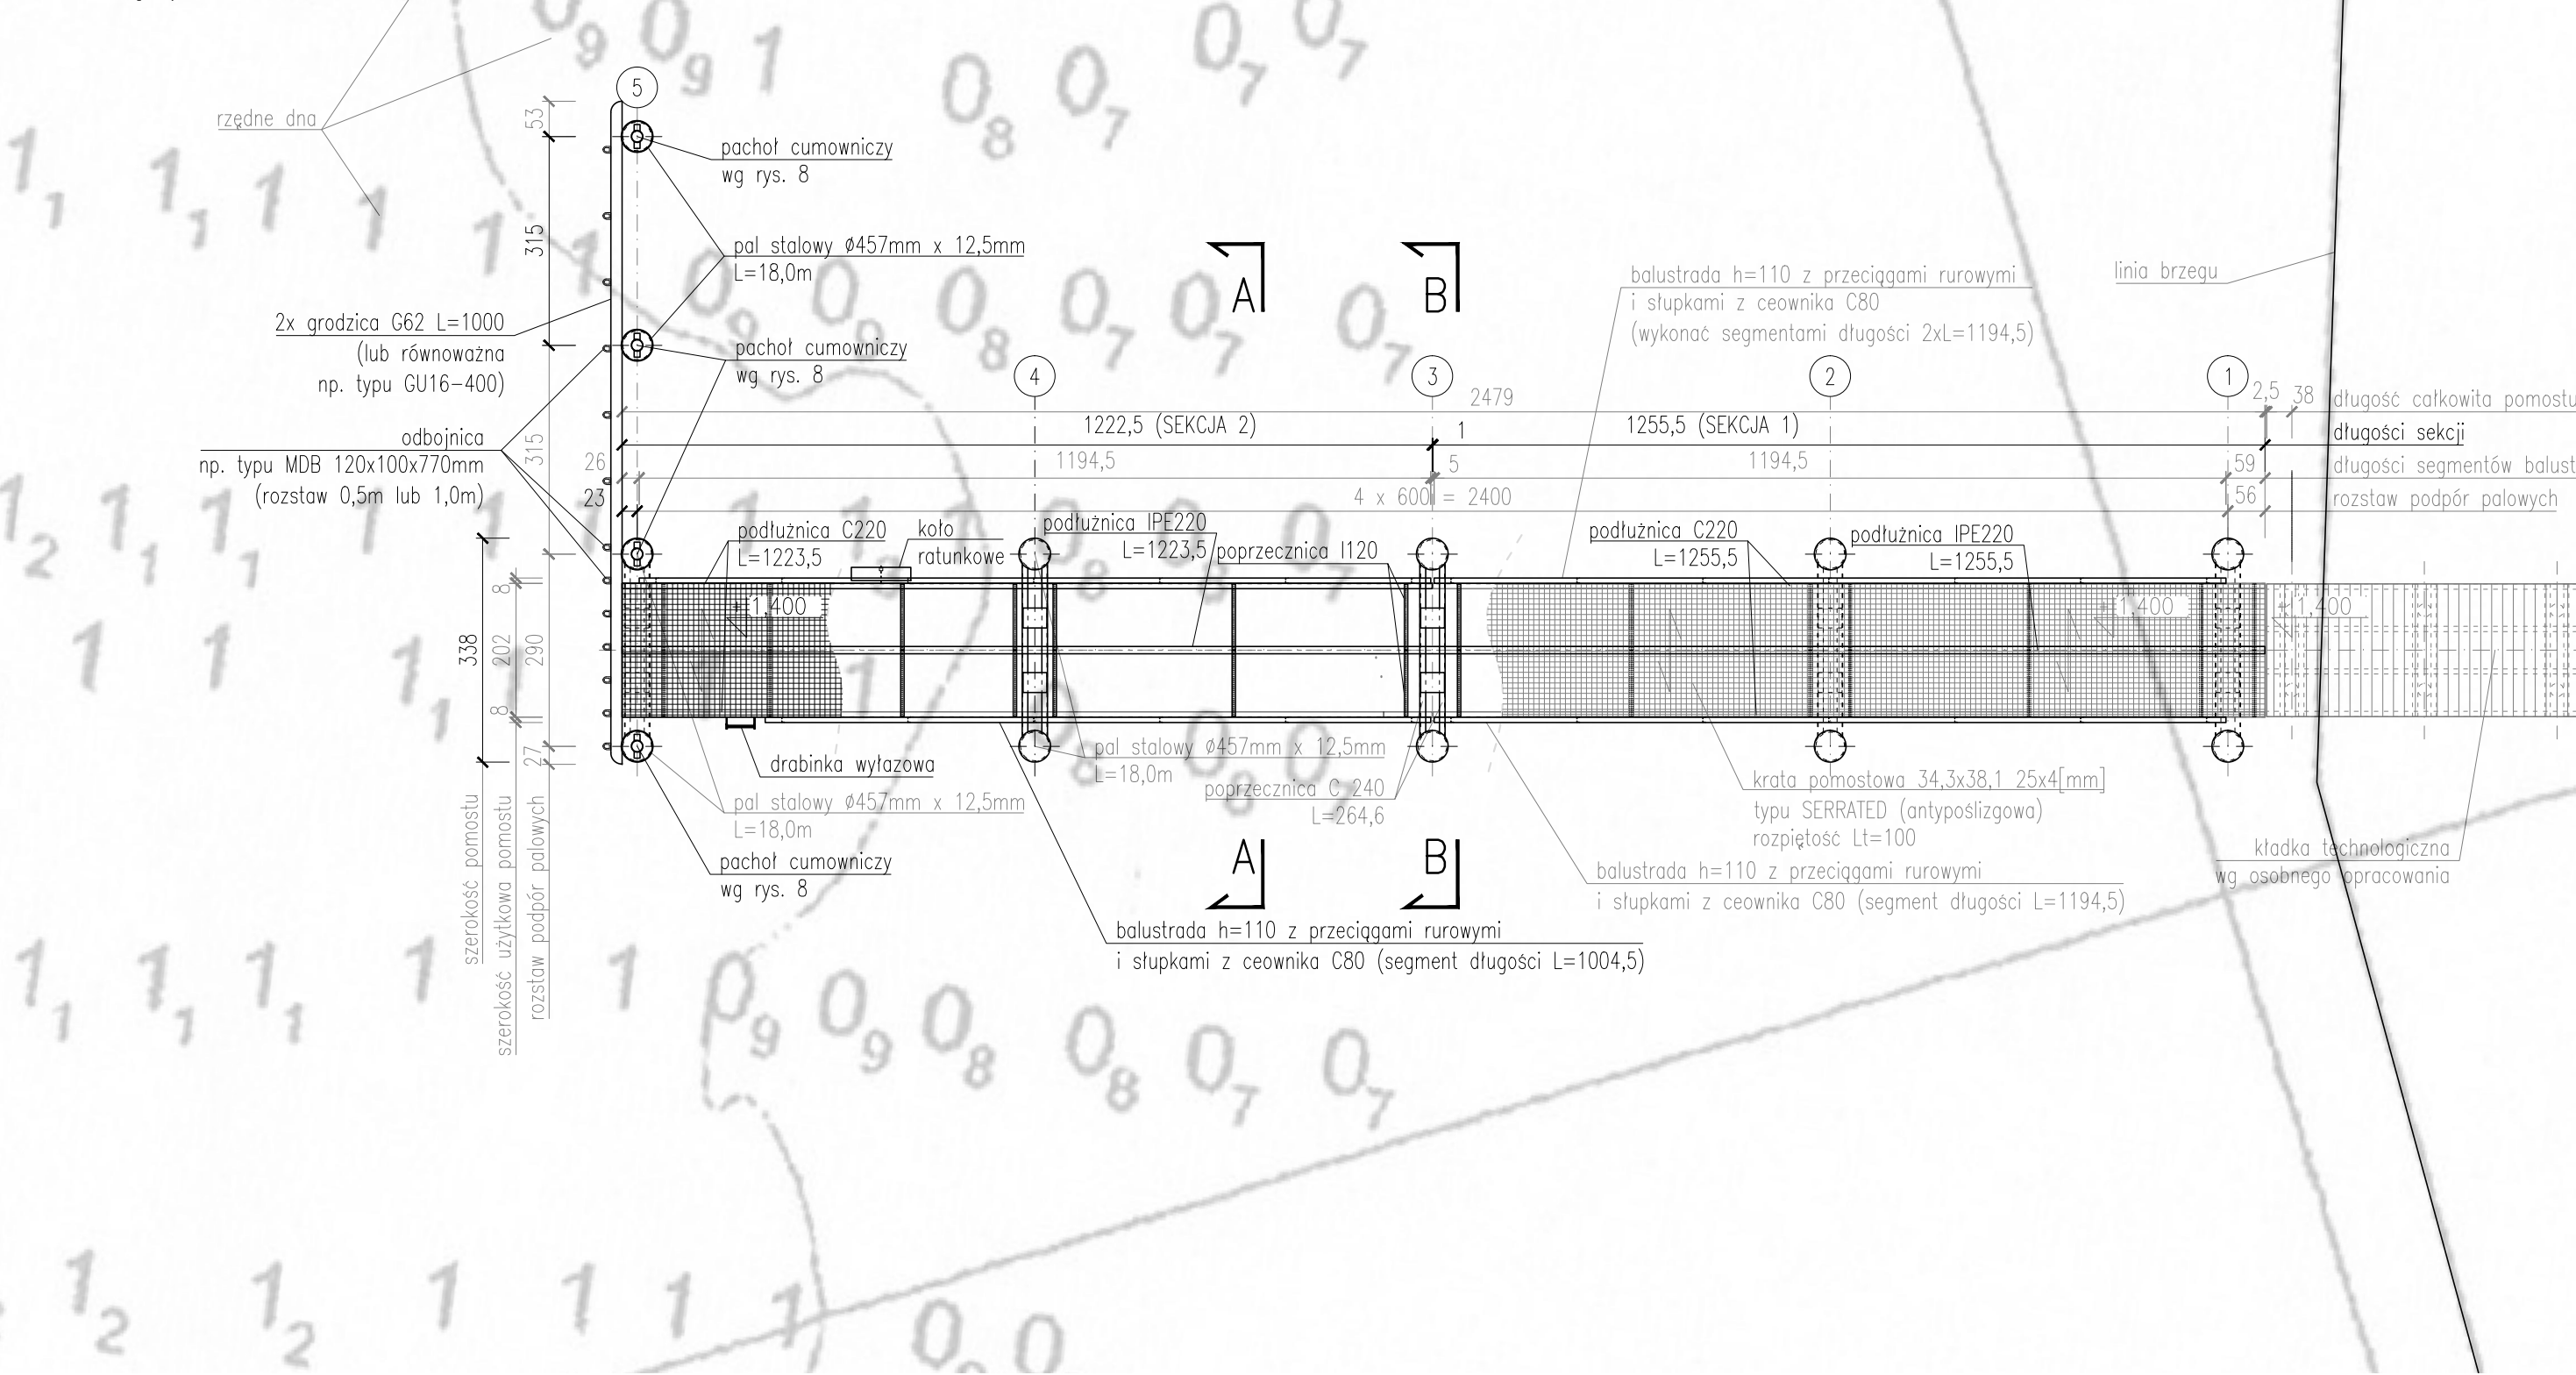 5
rzędne dna
53
315
315
pachoł cumowniczy
wg rys. 8
pal stalowy Ø457mm x 12,5mm
L=18,0m
2x grodzica G62 L=1000
(lub równoważna
np. typu GU16-400)
pachoł cumowniczy
wg rys. 8
odbojnica
np. typu MDB 120x100x770mm
(rozstaw 0,5m lub 1,0m)
A
B
balustrada h=110 z przeciągami rurowymi
i słupkami z ceownika C80
(wykonać segmentami długości 2xL=1194,5)
linia brzegu
4
3
2
1
2479
2,5
38
długość całkowita pomostu
1222,5 (SEKCJA 2)
1
1255,5 (SEKCJA 1)
długości sekcji
26
1194,5
5
1194,5
59
długości segmentów balust
23
4 x 600 = 2400
56
rozstaw podpór palowych
podłużnica C220
L=1223,5
koło
ratunkowe
podłużnica IPE220
L=1223,5
poprzecznica I120
podłużnica C220
L=1255,5
podłużnica IPE220
L=1255,5
+1,400
+1,400
+1,400
338
8
202
8
290
27
szerokość pomostu
szerokość użytkowa pomostu
rozstaw podpór palowych
drabinka wyłazowa
pal stalowy Ø457mm x 12,5mm
L=18,0m
pachoł cumowniczy
wg rys. 8
pal stalowy Ø457mm x 12,5mm
L=18,0m
poprzecznica C 240
L=264,6
krata pomostowa 34,3x38,1 25x4[mm]
typu SERRATED (antypoślizgowa)
rozpiętość Lt=100
A
B
balustrada h=110 z przeciągami rurowymi
i słupkami z ceownika C80 (segment długości L=1194,5)
kładka technologiczna
wg osobnego opracowania
balustrada h=110 z przeciągami rurowymi
i słupkami z ceownika C80 (segment długości L=1004,5)